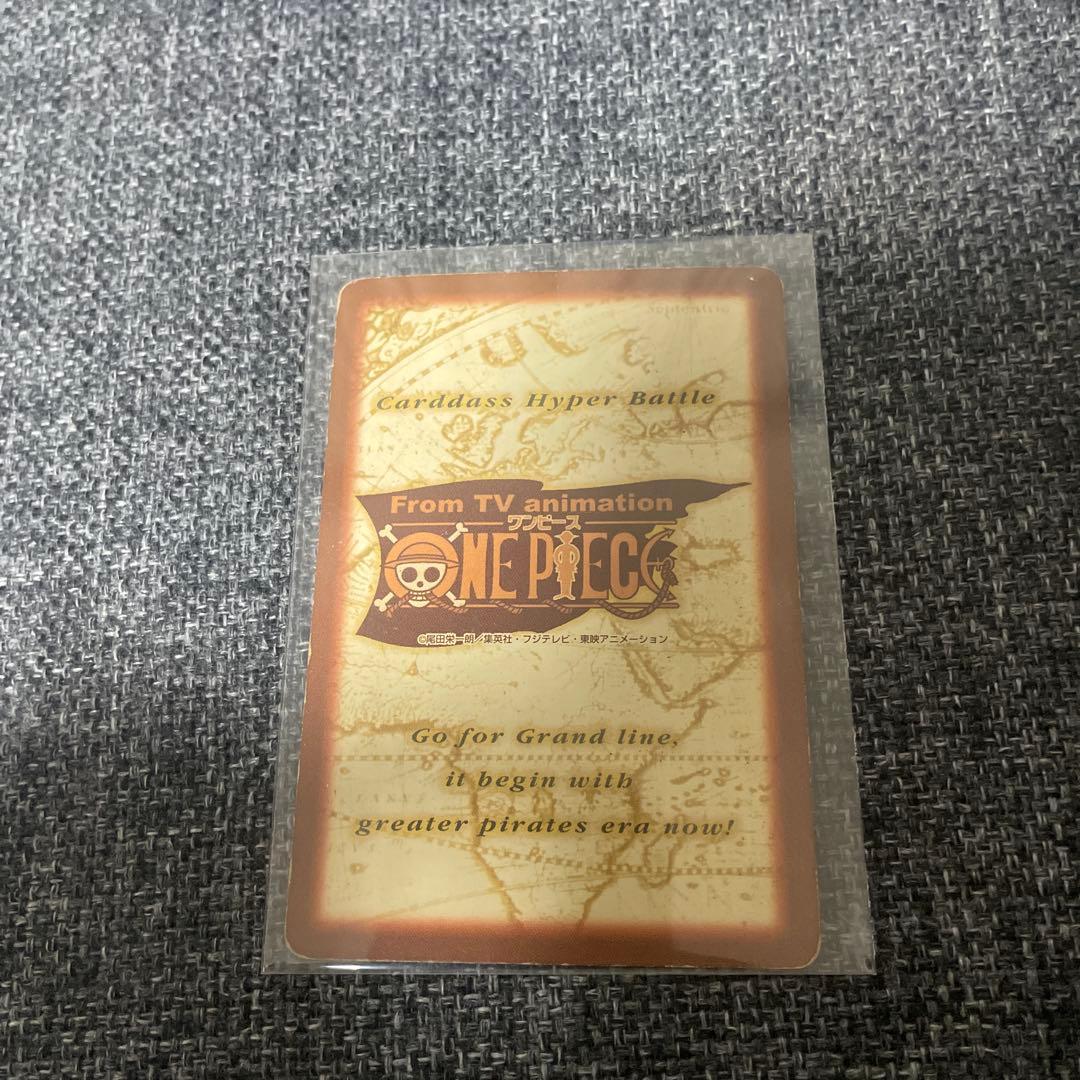 Carddass Hyper Battle
From TV animation
ワンピース
ONE PIECE
©尾田栄一朗／集英社・フジテレビ・東映アニメーション
Go for Grand line,
it begin with
greater pirates era now!